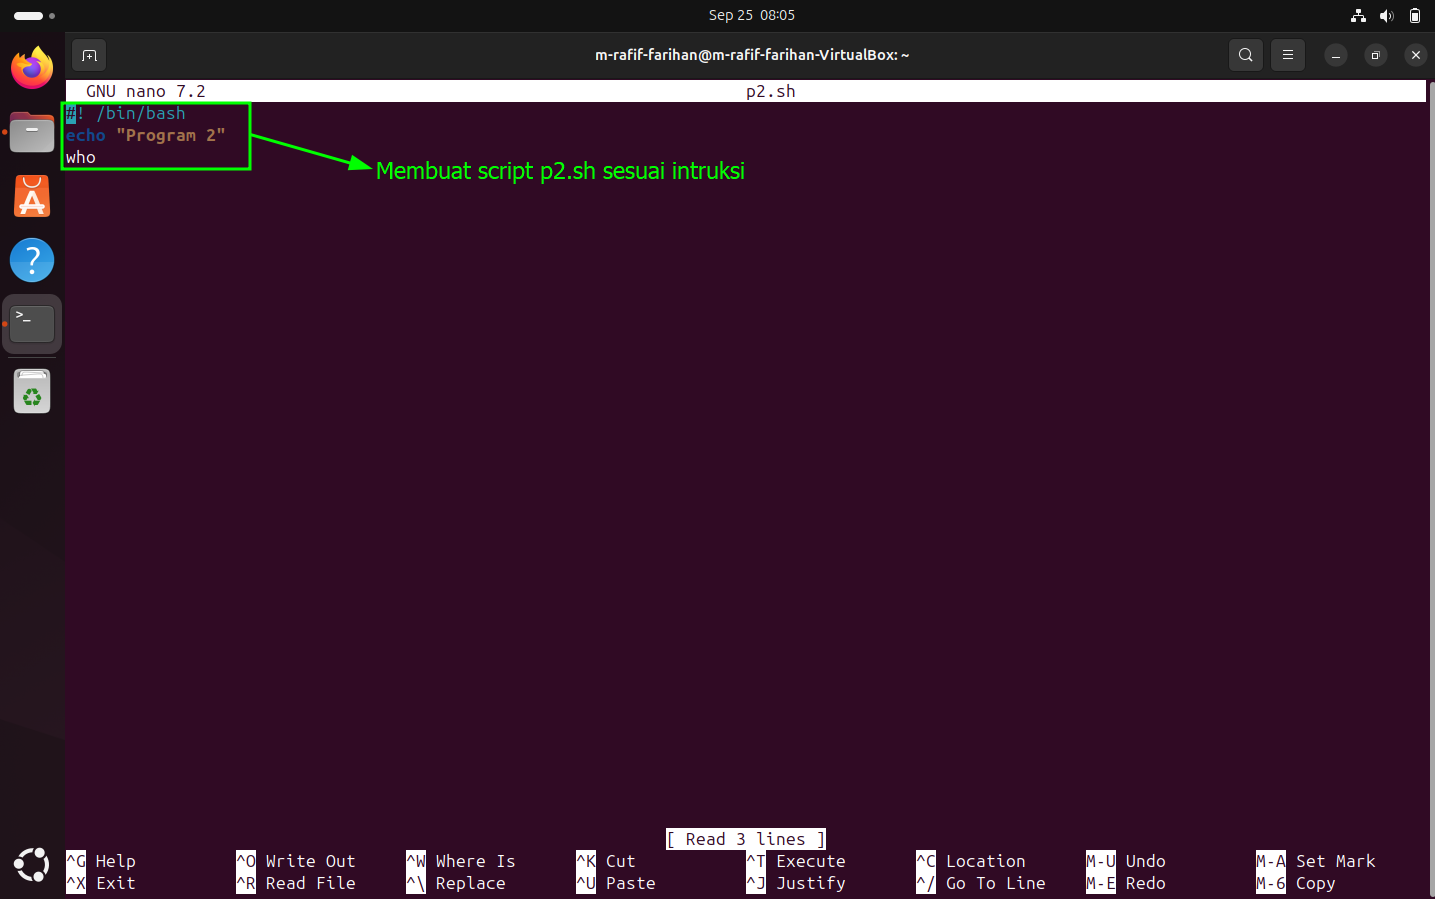 Sep 25 08:05
m-rafif-farihan@m-rafif-farihan-VirtualBox: ~
GNU nano 7.2 p2.sh
#! /bin/bash
echo "Program 2"
who
Membuat script p2.sh sesuai intruksi
[ Read 3 lines ]
^G Help ^O Write Out ^W Where Is ^K Cut ^T Execute ^C Location M-U Undo M-A Set Mark
^X Exit ^R Read File ^\ Replace ^U Paste ^J Justify ^/ Go To Line M-E Redo M-6 Copy